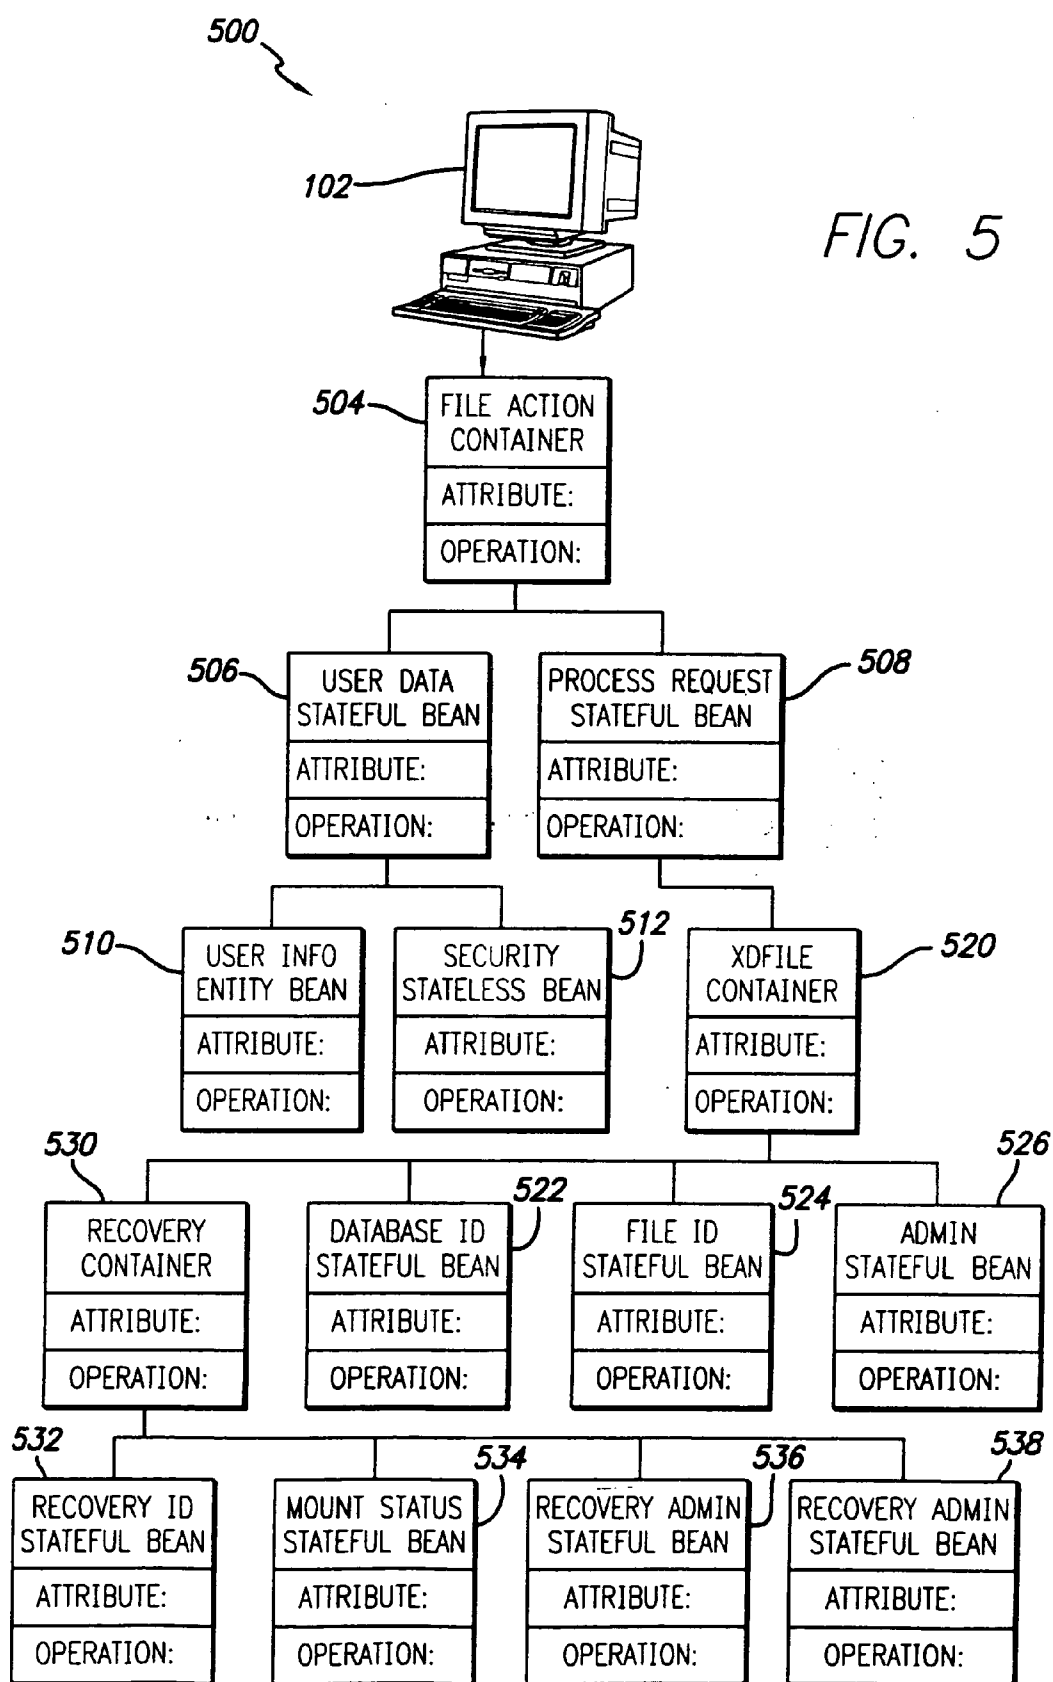 500
102
FIG. 5
504
FILE ACTION
CONTAINER
ATTRIBUTE:
OPERATION:
506
USER DATA
STATEFUL BEAN
ATTRIBUTE:
OPERATION:
508
PROCESS REQUEST
STATEFUL BEAN
ATTRIBUTE:
OPERATION:
510
USER INFO
ENTITY BEAN
ATTRIBUTE:
OPERATION:
512
SECURITY
STATELESS BEAN
ATTRIBUTE:
OPERATION:
520
XDFILE
CONTAINER
ATTRIBUTE:
OPERATION:
530
RECOVERY
CONTAINER
ATTRIBUTE:
OPERATION:
522
DATABASE ID
STATEFUL BEAN
ATTRIBUTE:
OPERATION:
524
FILE ID
STATEFUL BEAN
ATTRIBUTE:
OPERATION:
526
ADMIN
STATEFUL BEAN
ATTRIBUTE:
OPERATION:
532
RECOVERY ID
STATEFUL BEAN
ATTRIBUTE:
OPERATION:
534
MOUNT STATUS
STATEFUL BEAN
ATTRIBUTE:
OPERATION:
536
RECOVERY ADMIN
STATEFUL BEAN
ATTRIBUTE:
OPERATION:
538
RECOVERY ADMIN
STATEFUL BEAN
ATTRIBUTE:
OPERATION: